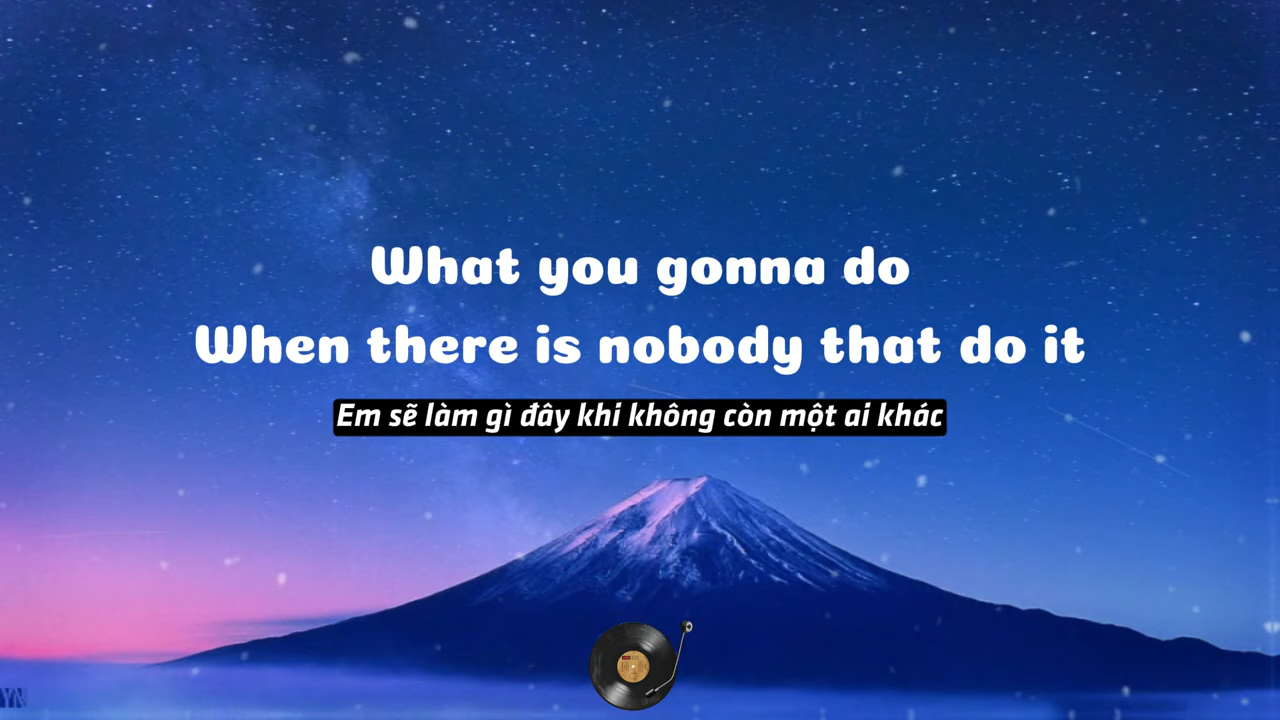 What you gonna do
When there is nobody that do it
Em sẽ làm gì đây khi không còn một ai khác
YN